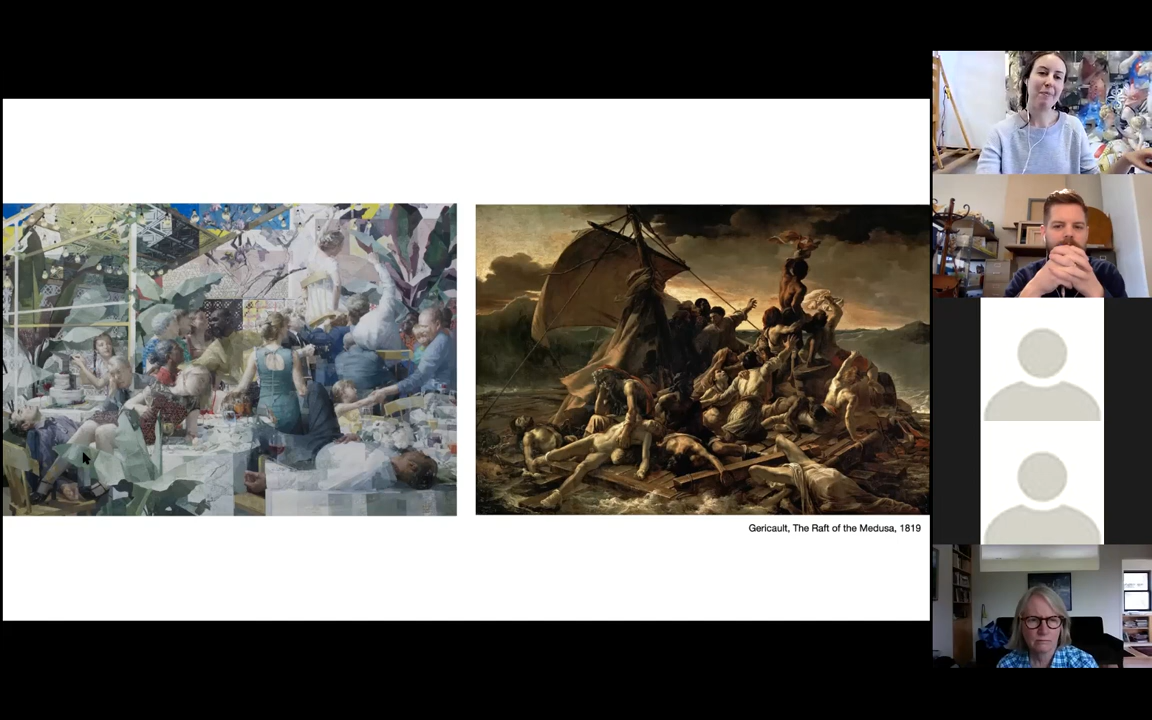 Gericault, The Raft of the Medusa, 1819